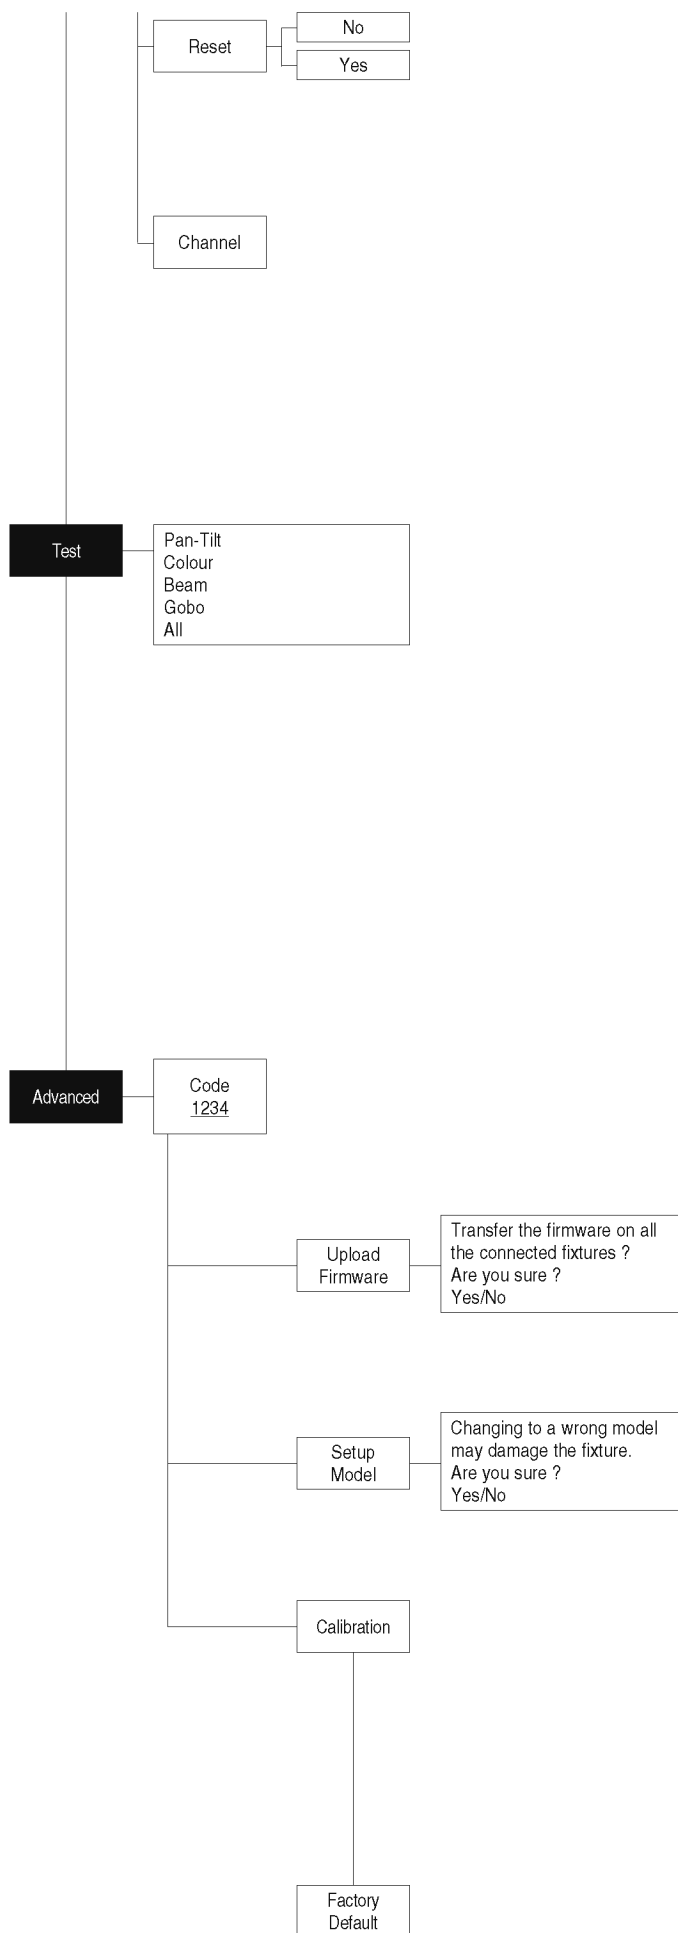 Reset
No
Yes
Channel
Test
Pan-Tilt
Colour
Beam
Gobo
All
Advanced
Code
1234
Upload
Firmware
Transfer the firmware on all
the connected fixtures ?
Are you sure ?
Yes/No
Setup
Model
Changing to a wrong model
may damage the fixture.
Are you sure ?
Yes/No
Calibration
Factory
Default